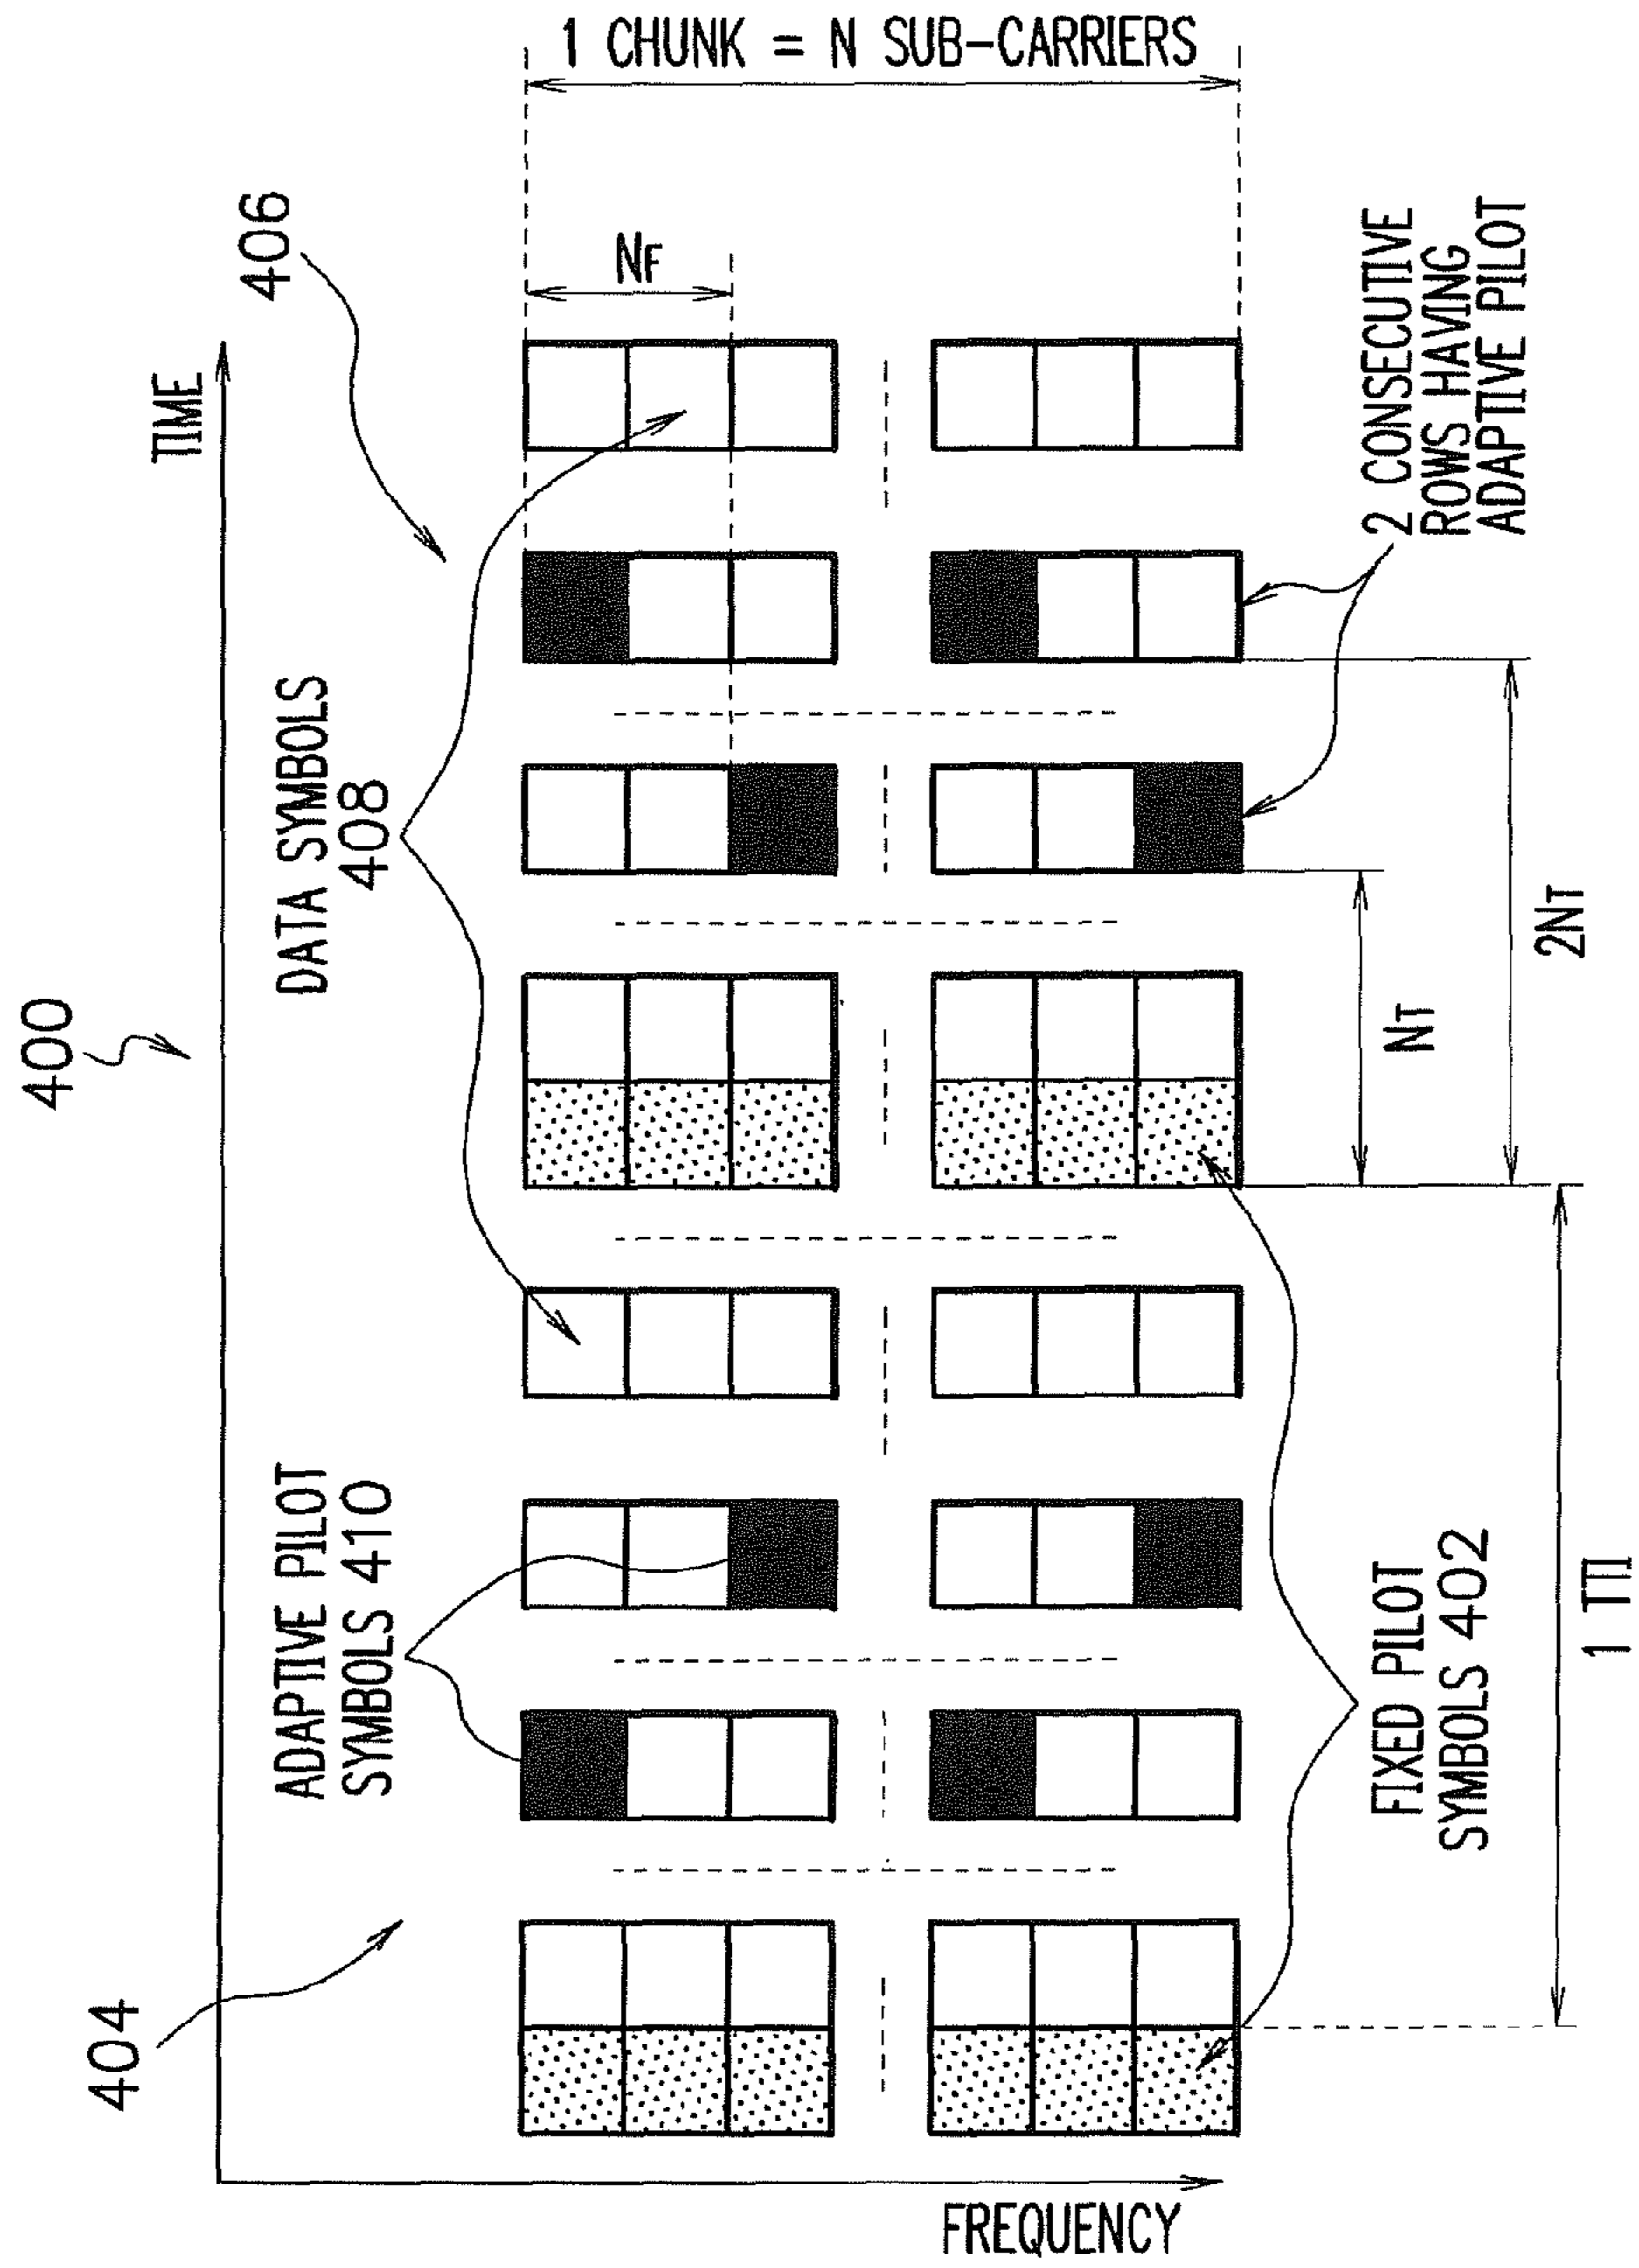 400
404
406
TIME
FREQUENCY
1 CHUNK = N SUB-CARRIERS
NF
ADAPTIVE PILOT
SYMBOLS 410
DATA SYMBOLS
408
FIXED PILOT
SYMBOLS 402
2 CONSECUTIVE
ROWS HAVING
ADAPTIVE PILOT
NT
2NT
1 TTI